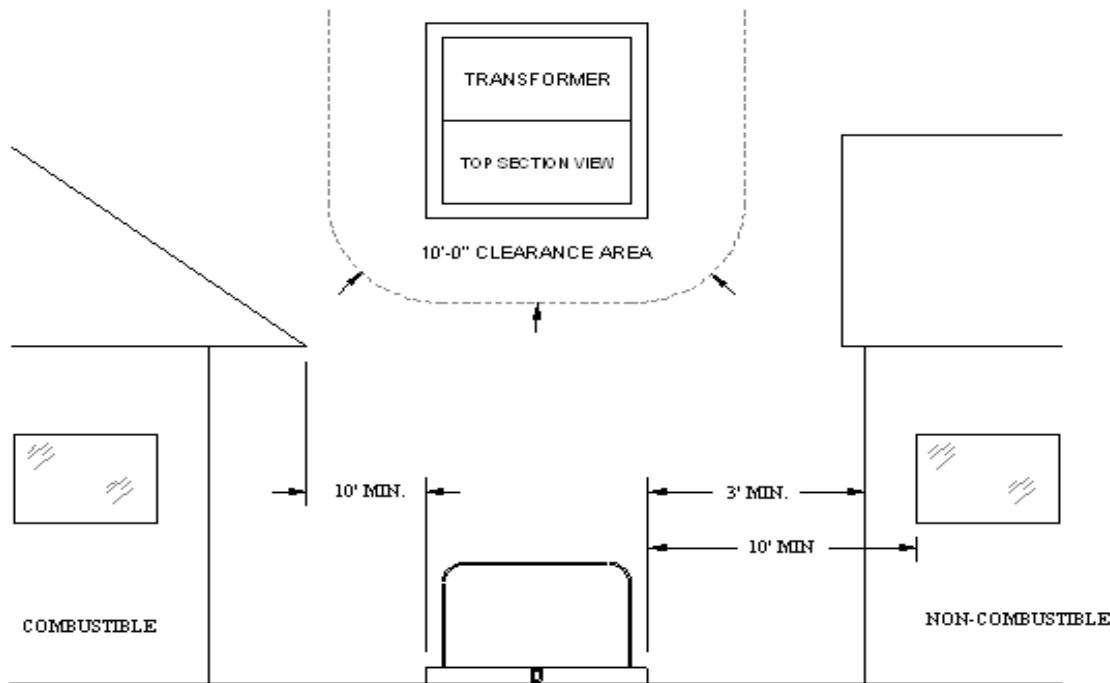 TRANSFORMER
TOP SECTION VIEW
10'-0" CLEARANCE AREA
10' MIN.
3' MIN.
10' MIN
COMBUSTIBLE
NON-COMBUSTIBLE